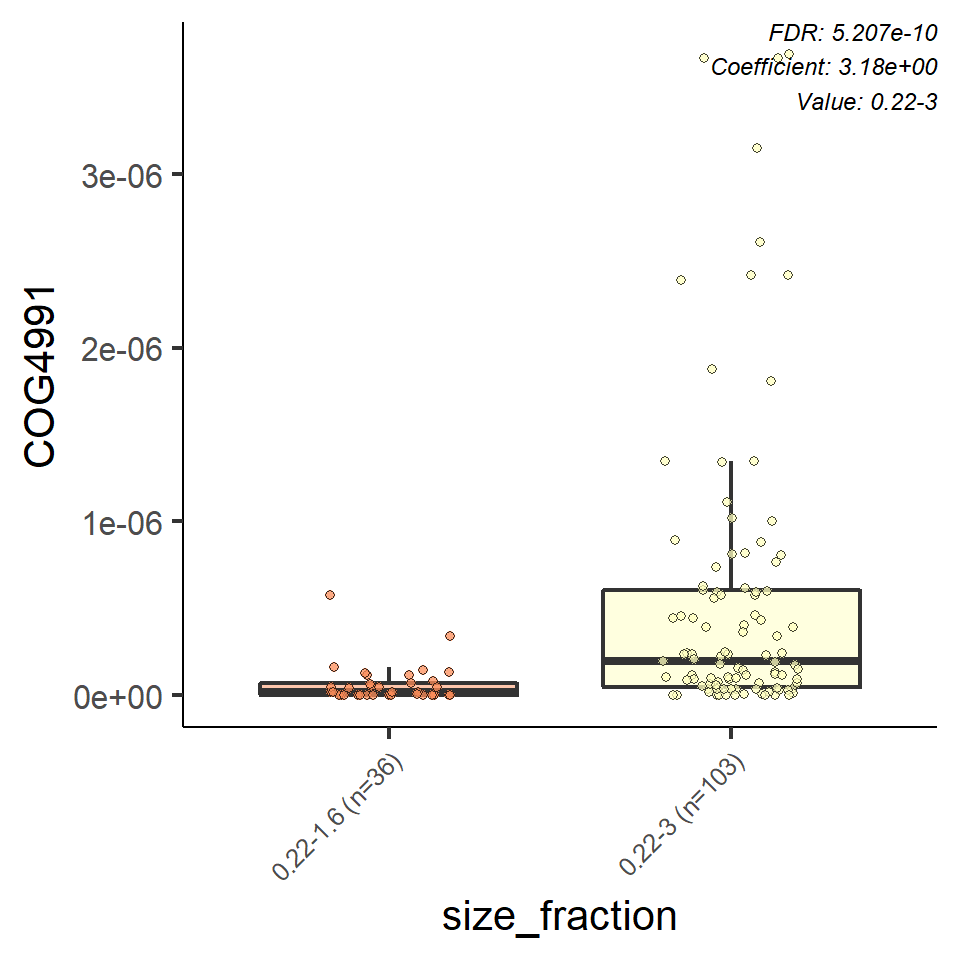 FDR: 5.207e-10
Coefficient: 3.18e+00
Value: 0.22-3
COG4991
3e-06
2e-06
1e-06
0e+00
0.22-1.6 (n=36)
0.22-3 (n=103)
size_fraction